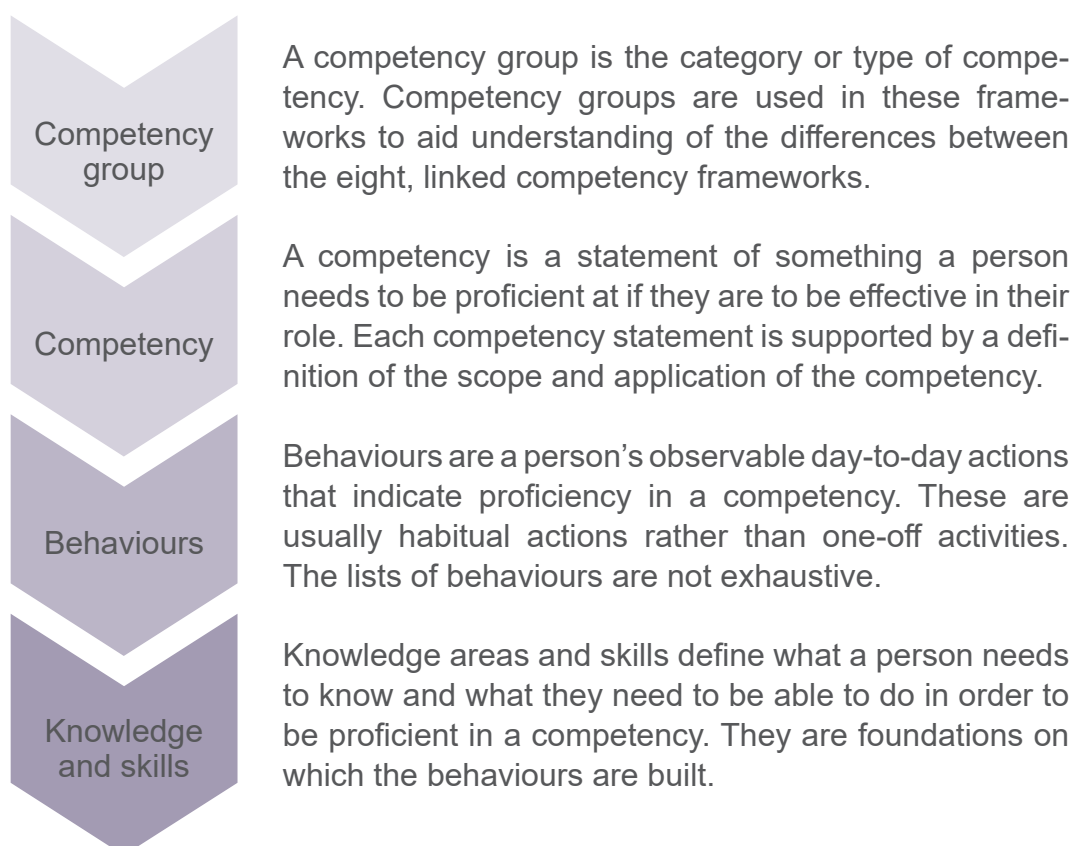 Competency
group
A competency group is the category or type of compe-
tency. Competency groups are used in these frame-
works to aid understanding of the differences between
the eight, linked competency frameworks.
Competency
A competency is a statement of something a person
needs to be proficient at if they are to be effective in their
role. Each competency statement is supported by a defi-
nition of the scope and application of the competency.
Behaviours
Behaviours are a person’s observable day-to-day actions
that indicate proficiency in a competency. These are
usually habitual actions rather than one-off activities.
The lists of behaviours are not exhaustive.
Knowledge
and skills
Knowledge areas and skills define what a person needs
to know and what they need to be able to do in order to
be proficient in a competency. They are foundations on
which the behaviours are built.